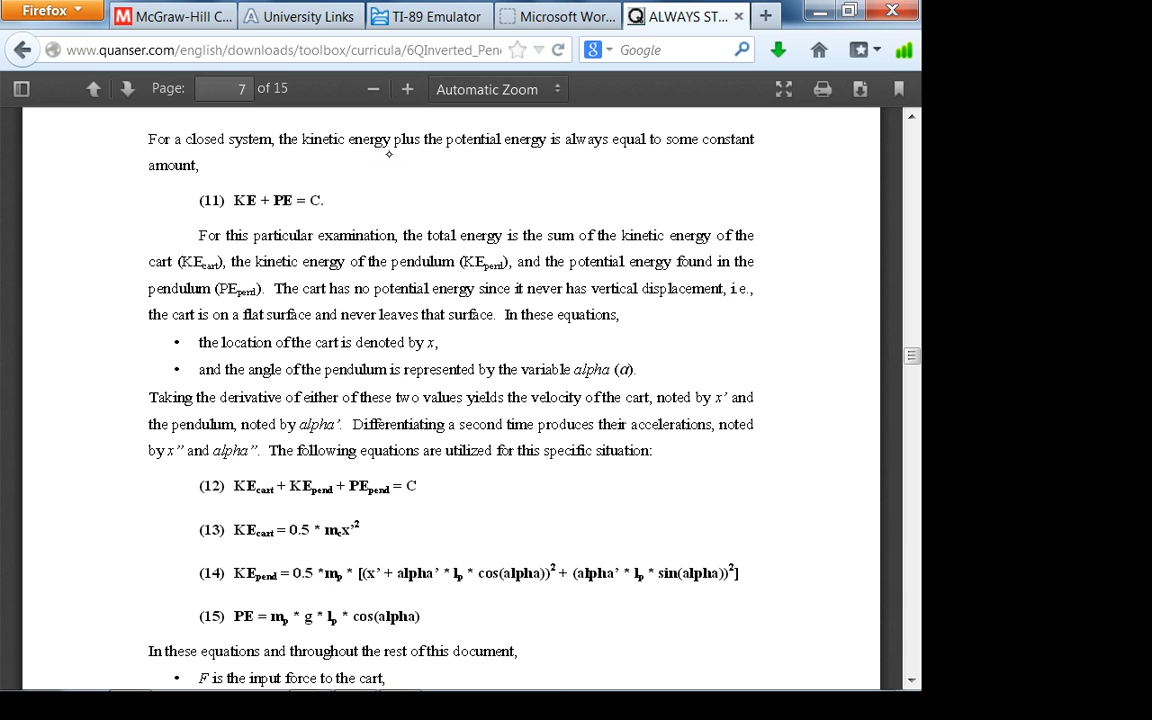 Firefox
McGraw-Hill C...
University Links
TI-89 Emulator
Microsoft Wor...
ALWAYS ST...
www.quanser.com/english/downloads/toolbox/curricula/6QInverted_Pen
Google
Page: 7 of 15
Automatic Zoom
For a closed system, the kinetic energy plus the potential energy is always equal to some constant
amount,
(11) KE + PE = C.
For this particular examination, the total energy is the sum of the kinetic energy of the
cart (KEcart), the kinetic energy of the pendulum (KEpend), and the potential energy found in the
pendulum (PEpend). The cart has no potential energy since it never has vertical displacement, i.e.,
the cart is on a flat surface and never leaves that surface. In these equations,
• the location of the cart is denoted by x,
• and the angle of the pendulum is represented by the variable alpha (α).
Taking the derivative of either of these two values yields the velocity of the cart, noted by x' and
the pendulum, noted by alpha'. Differentiating a second time produces their accelerations, noted
by x" and alpha". The following equations are utilized for this specific situation:
(12) KEcart + KEpend + PEpend = C
(13) KEcart = 0.5 * mcx'²
(14) KEpend = 0.5 *mp * [(x' + alpha' * lp * cos(alpha))² + (alpha' * lp * sin(alpha))²]
(15) PE = mp * g * lp * cos(alpha)
In these equations and throughout the rest of this document,
• F is the input force to the cart,